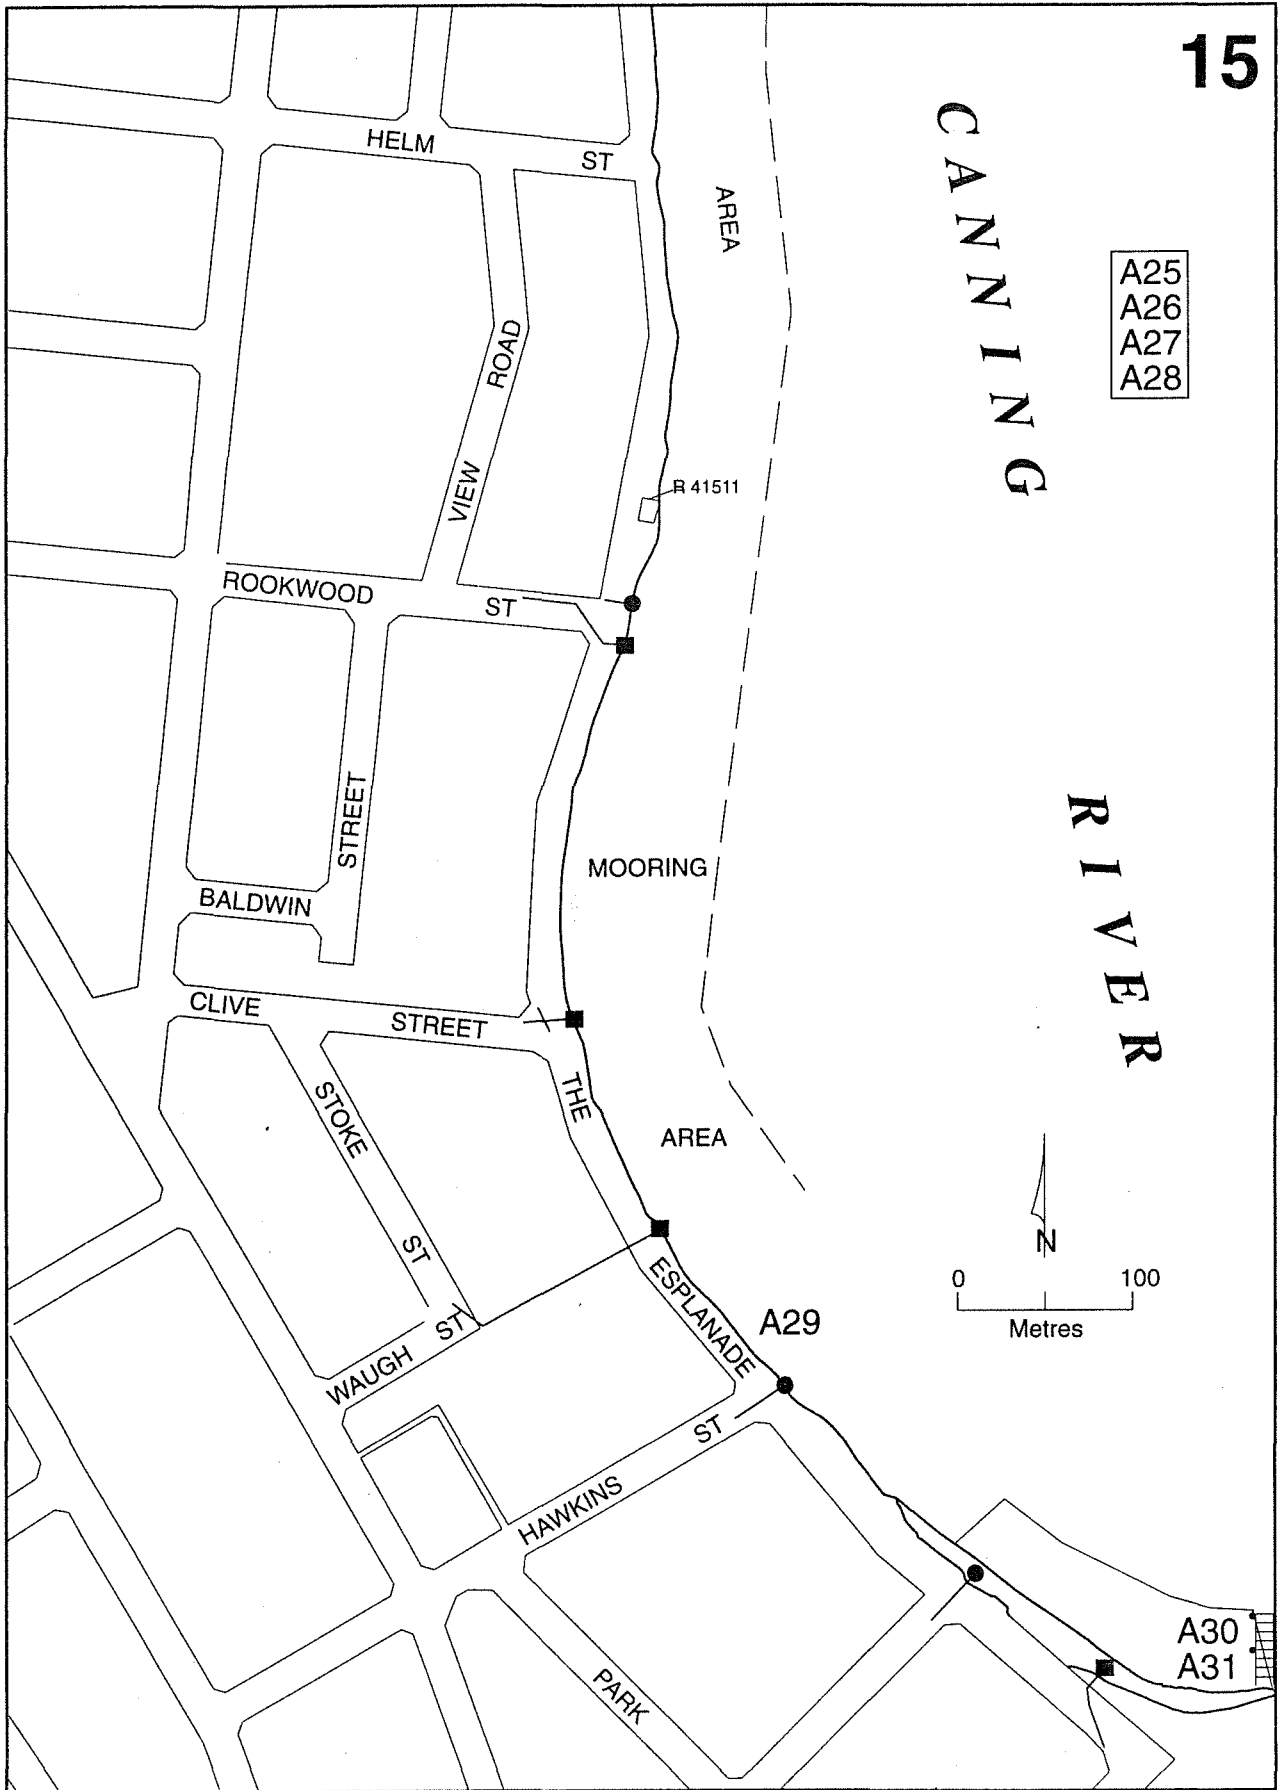 15
CANNING
RIVER
HELM ST
AREA
A25
A26
A27
A28
VIEW ROAD
R 41511
ROOKWOOD ST
STREET
MOORING
BALDWIN
CLIVE STREET
THE
STOKE ST
AREA
N
0 100
Metres
ESPLANADE
A29
WAUGH ST
HAWKINS ST
A30
A31
PARK